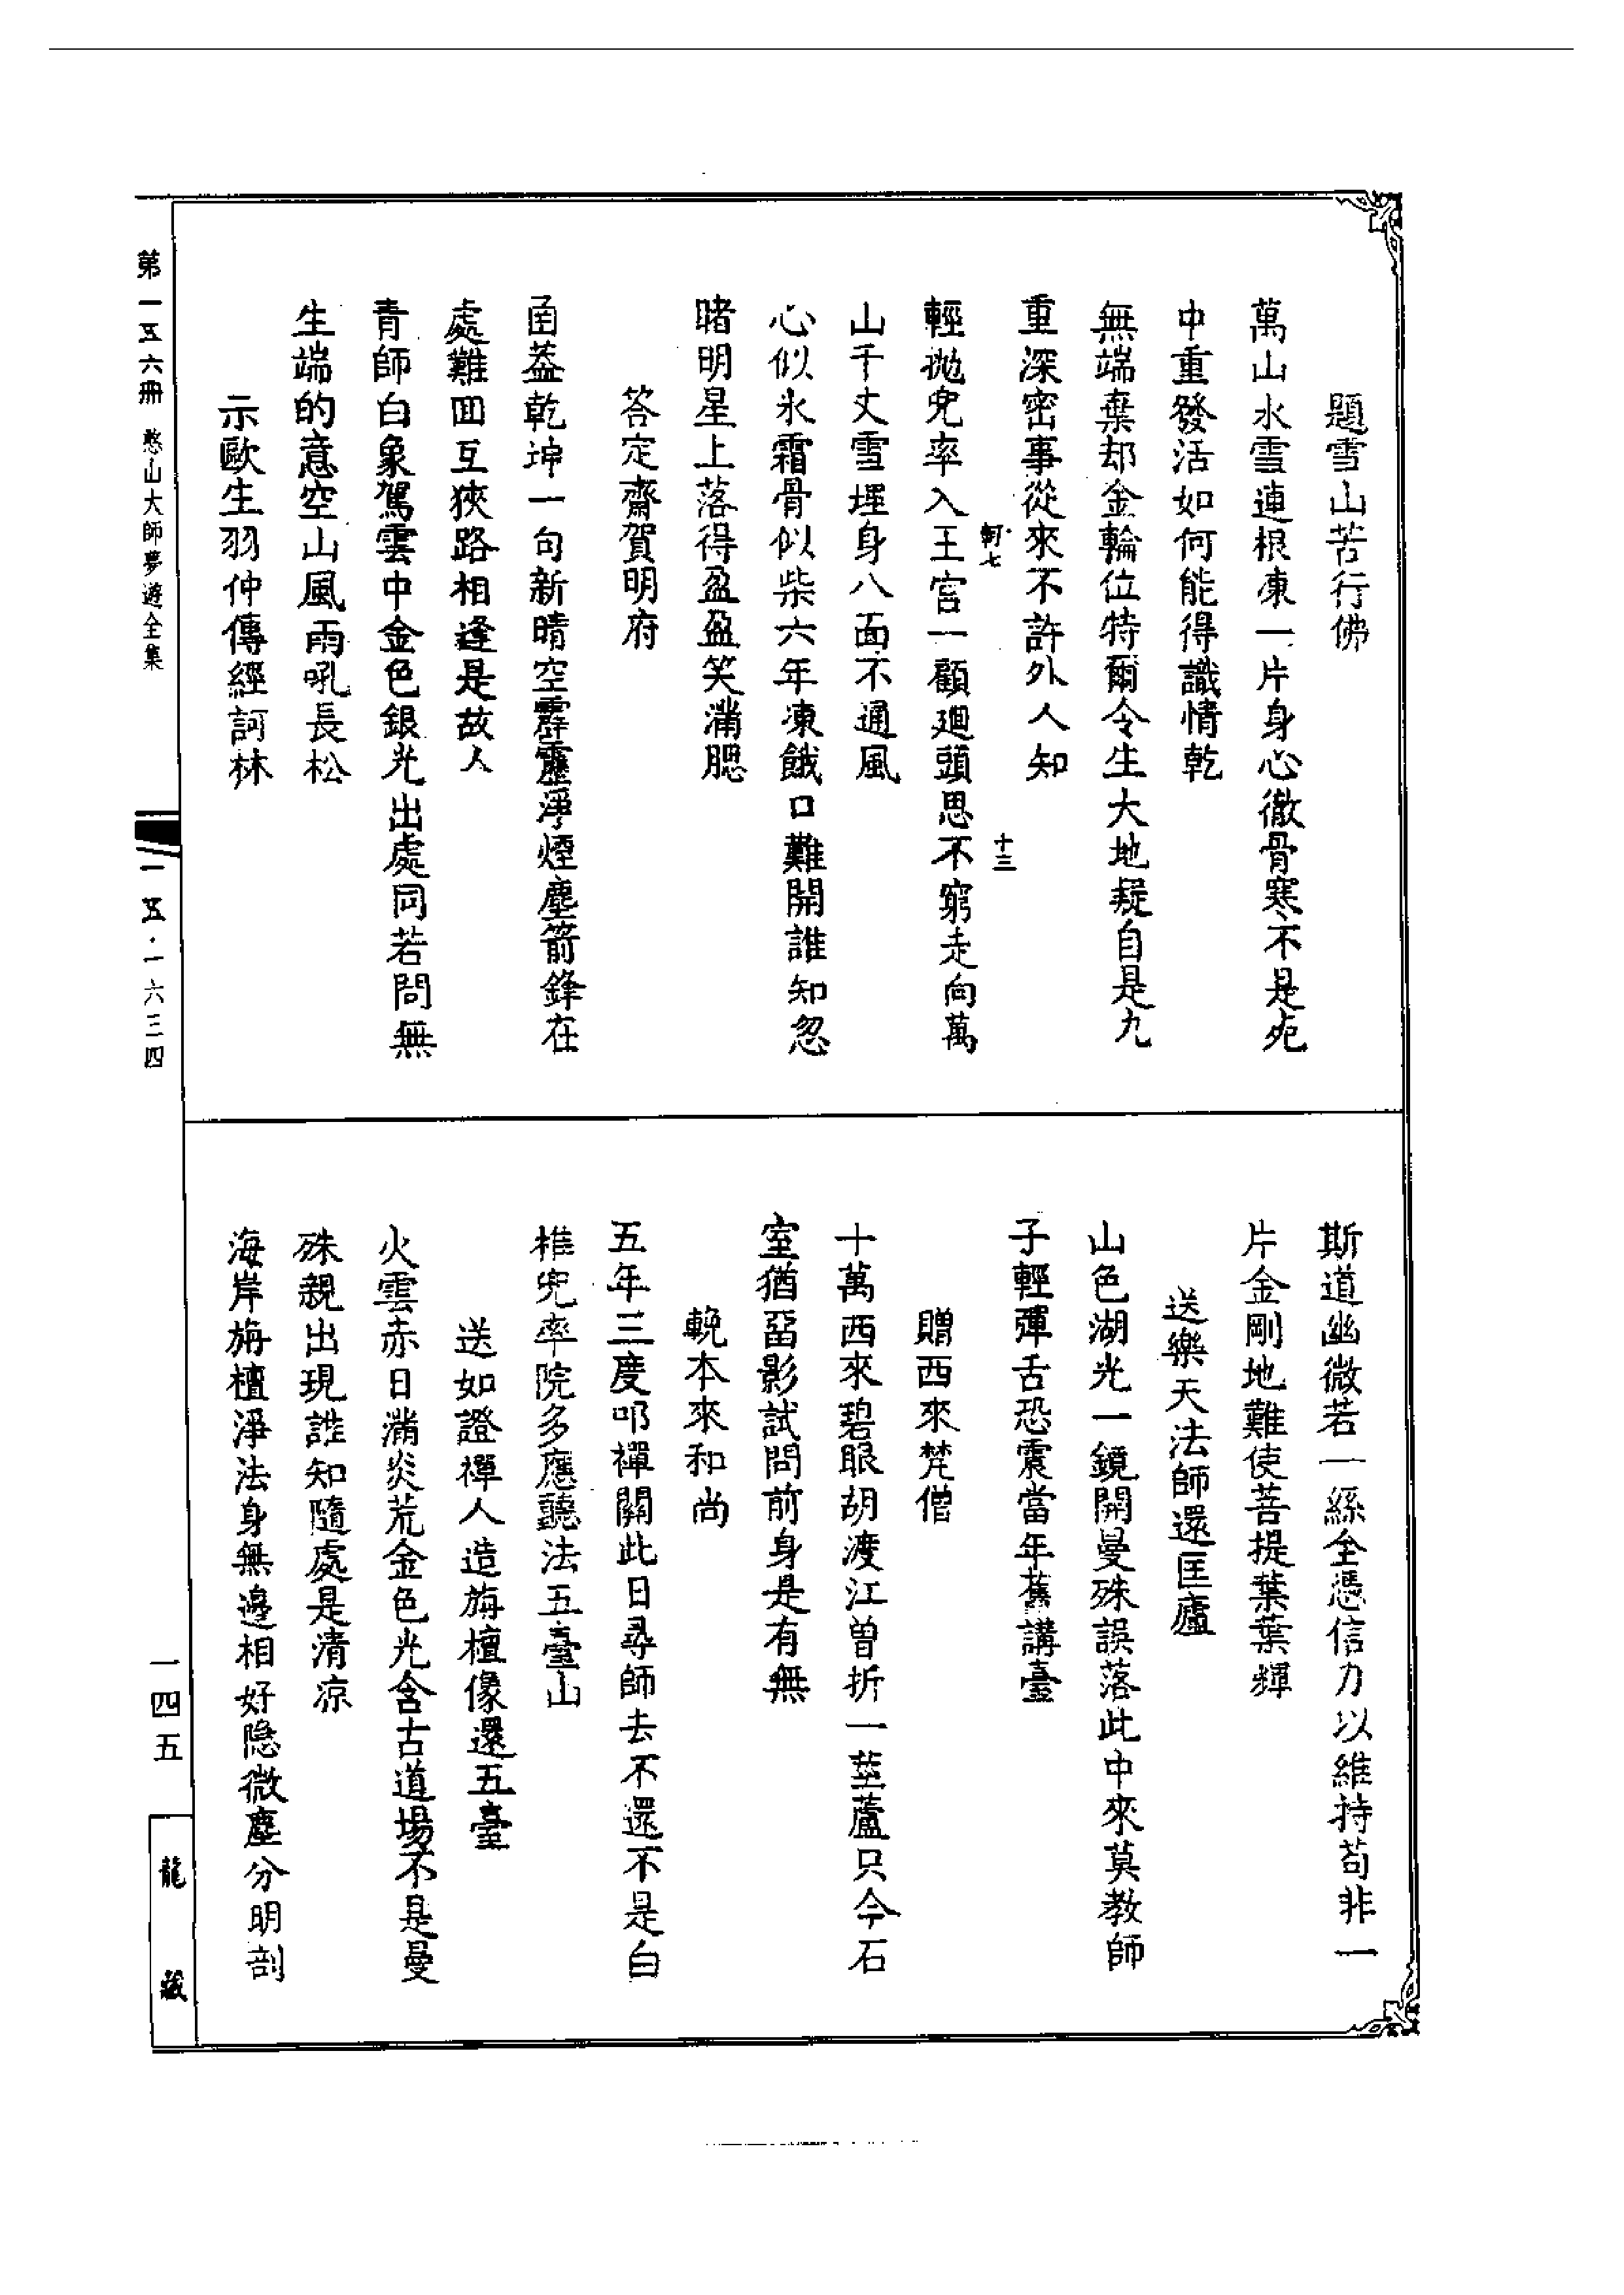 題雪山苦行佛
萬山氷雪連根凍一片身心徹骨寒不是死
中重發活如何能得識情乾
無端棄却金輪位特爾令生大地疑自是九
重深密事從來不許外人知
軒七
十三
輕抛兜率入王宮一顧迴頭思不窮走向萬
山千丈雪埋身八面不通風
心似氷霜骨似柴六年凍餓口難開誰知忽
睹明星上落得盈盈笑滿腮
答定齋賀明府
函蓋乾坤一句新晴空霹靂淨煙塵箭鋒在
處難回互狹路相逢是故人
青師白象駕雲中金色銀光出處同若問無
生端的意空山風雨吼長松
示歐生羽仲傳經訶林
斯道幽微若一絲全憑信力以維持苟非一
片金剛地難使菩提葉葉輝
送樂天法師還匡廬
山色湖光一鏡開曼殊誤落此中來莫教師
子輕彈舌恐震當年舊講臺
贈西來梵僧
十萬西來碧眼胡渡江曾折一莖蘆只今石
室猶畱影試問前身是有無
輓本來和尚
五年三度叩禪關此日尋師去不還不是白
椎兜率院多應聽法五臺山
送如證禪人造旃檀像還五臺
火雲赤日滿炎荒金色光含古道場不是曼
殊親出現誰知隨處是清凉
海岸旃檀淨法身無邊相好隱微塵分明剖
第一五六冊 憨山大師夢遊全集
一五五·一六三四
一四五
龍藏